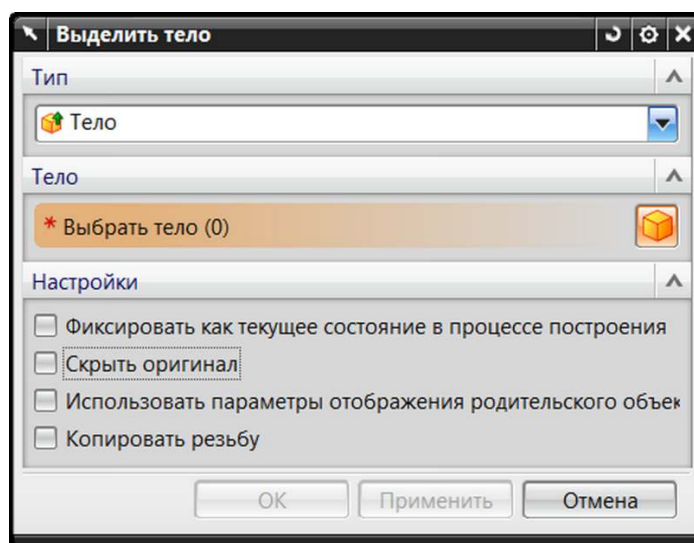 Выделить тело
Тип
Тело
Тело
* Выбрать тело (0)
Настройки
Фиксировать как текущее состояние в процессе построения
Скрыть оригинал
Использовать параметры отображения родительского объек
Копировать резьбу
ОК Применить Отмена